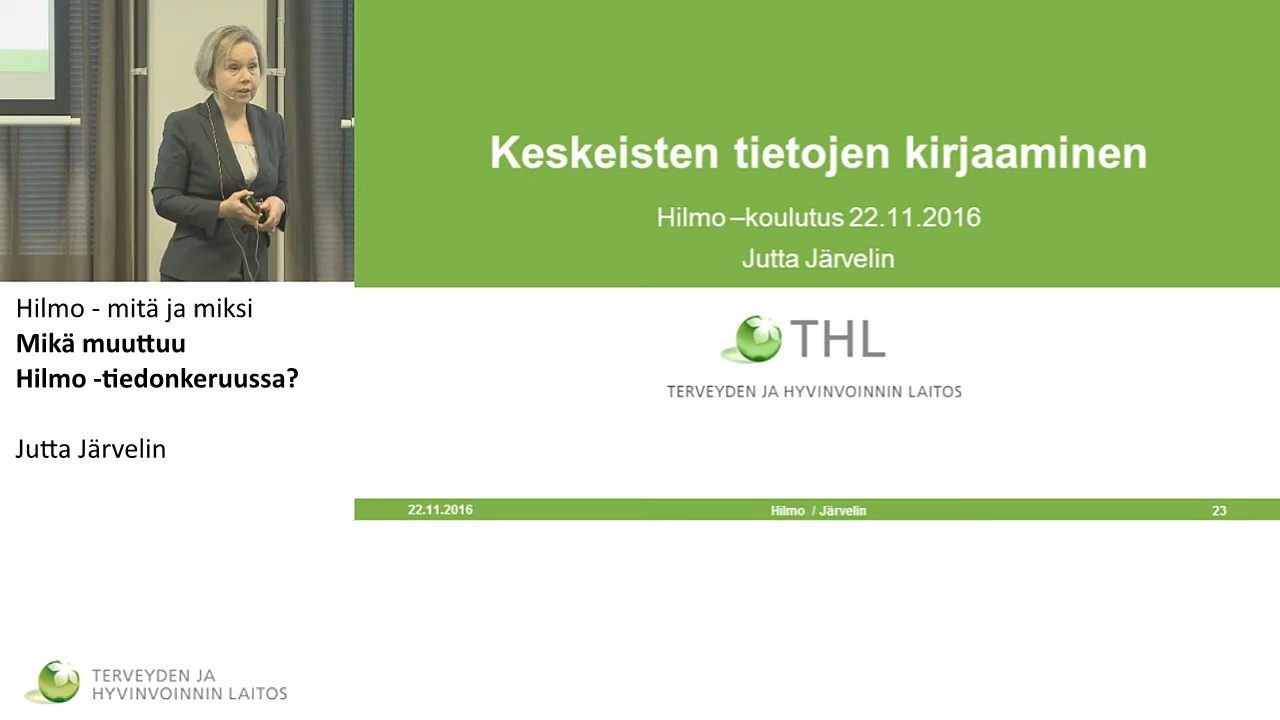 Keskeisten tietojen kirjaaminen
Hilmo –koulutus 22.11.2016
Jutta Järvelin
THL
TERVEYDEN JA HYVINVOINNIN LAITOS
22.11.2016 Hilmo / Järvelin 23
Hilmo - mitä ja miksi
Mikä muuttuu
Hilmo -tiedonkeruussa?
Jutta Järvelin
TERVEYDEN JA
HYVINVOINNIN LAITOS